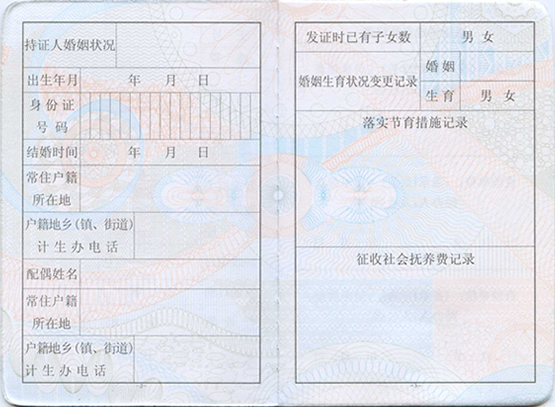 持证人婚姻状况
出生年月 年 月 日
身份证
号码
结婚时间 年 月 日
常住户籍
所在地
户籍地乡(镇、街道)
计生办电话
配偶姓名
常住户籍
所在地
户籍地乡(镇、街道)
计生办电话
发证时已有子女数 男 女
婚姻生育状况变更记录
婚姻
生育 男 女
落实节育措施记录
征收社会抚养费记录